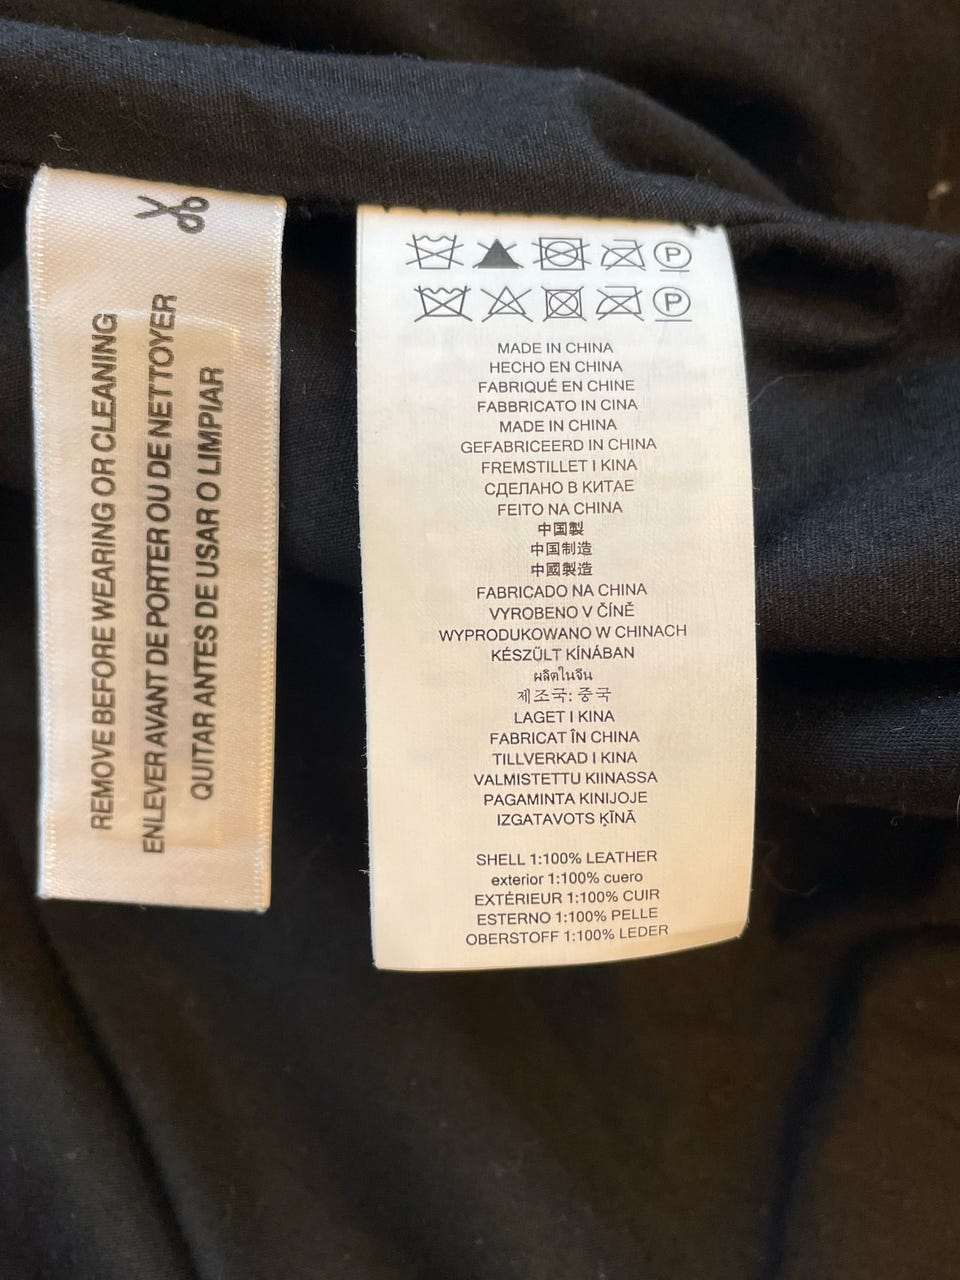 REMOVE BEFORE WEARING OR CLEANING
ENLEVER AVANT DE PORTER OU DE NETTOYER
QUITAR ANTES DE USAR O LIMPIAR
P
P
MADE IN CHINA
HECHO EN CHINA
FABRIQUÉ EN CHINE
FABBRICATO IN CINA
MADE IN CHINA
GEFABRICEERD IN CHINA
FREMSTILLET I KINA
СДЕЛАНО В КИТАЕ
FEITO NA CHINA
中国製
中国制造
中國製造
FABRICADO NA CHINA
VYROBENO V ČÍNĚ
WYPRODUKOWANO W CHINACH
KÉSZÜLT KÍNÁBAN
ผลิตในจีน
제조국: 중국
LAGET I KINA
FABRICAT ÎN CHINA
TILLVERKAD I KINA
VALMISTETTU KIINASSA
PAGAMINTA KINIJOJE
IZGATAVOTS ĶĪNĀ
SHELL 1:100% LEATHER
exterior 1:100% cuero
EXTÉRIEUR 1:100% CUIR
ESTERNO 1:100% PELLE
OBERSTOFF 1:100% LEDER